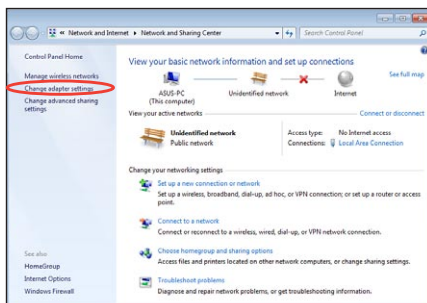 Network and Internet ▸ Network and Sharing Center
Search Control Panel
Control Panel Home
Manage wireless networks
Change adapter settings
Change advanced sharing
settings
See also
HomeGroup
Internet Options
Windows Firewall
View your basic network information and set up connections
See full map
ASUS-PC
(This computer)
Unidentified network
Internet
View your active networks
Connect or disconnect
Unidentified network
Public network
Access type: No Internet access
Connections: Local Area Connection
Change your networking settings
Set up a new connection or network
Set up a wireless, broadband, dial-up, ad hoc, or VPN connection; or set up a router or access
point.
Connect to a network
Connect or reconnect to a wireless, wired, dial-up, or VPN network connection.
Choose homegroup and sharing options
Access files and printers located on other network computers, or change sharing settings.
Troubleshoot problems
Diagnose and repair network problems, or get troubleshooting information.